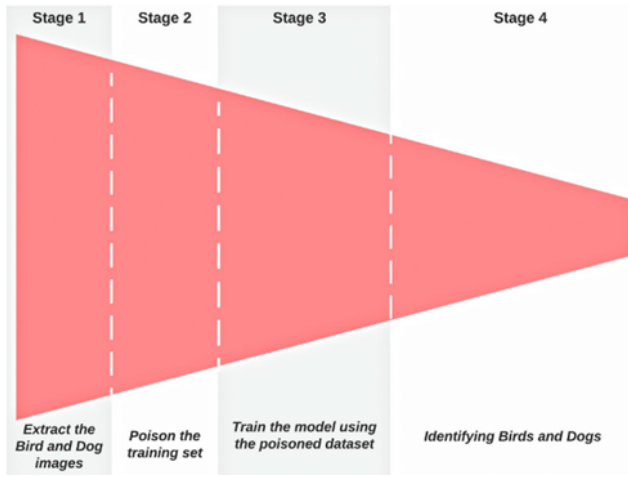 Stage 1
Stage 2
Stage 3
Stage 4
Extract the
Bird and Dog
images
Poison the
training set
Train the model using
the poisoned dataset
Identifying Birds and Dogs